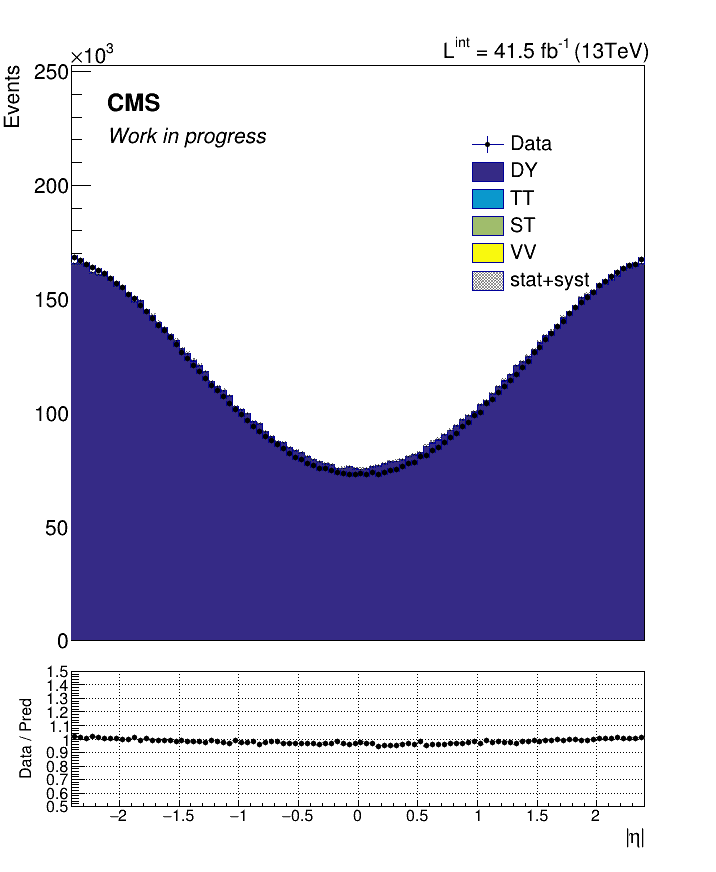 L^int = 41.5 fb^-1 (13TeV)
×10^3
Events
250
200
150
100
50
0
CMS
Work in progress
Data
DY
TT
ST
VV
stat+syst
Data / Pred
1.5
1.4
1.3
1.2
1.1
1
0.9
0.8
0.7
0.6
0.5
−2 −1.5 −1 −0.5 0 0.5 1 1.5 2
|η|